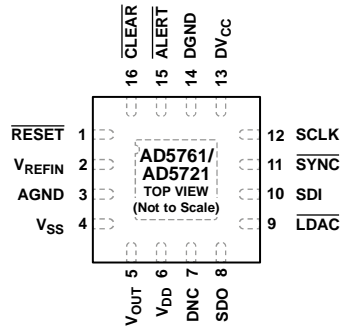 CLEAR
ALERT
DGND
DVCC
16 15 14 13
RESET 1
VREFIN 2
AGND 3
VSS 4
AD5761/
AD5721
TOP VIEW
(Not to Scale)
12 SCLK
11 SYNC
10 SDI
9 LDAC
5 6 7 8
VOUT
VDD
DNC
SDO